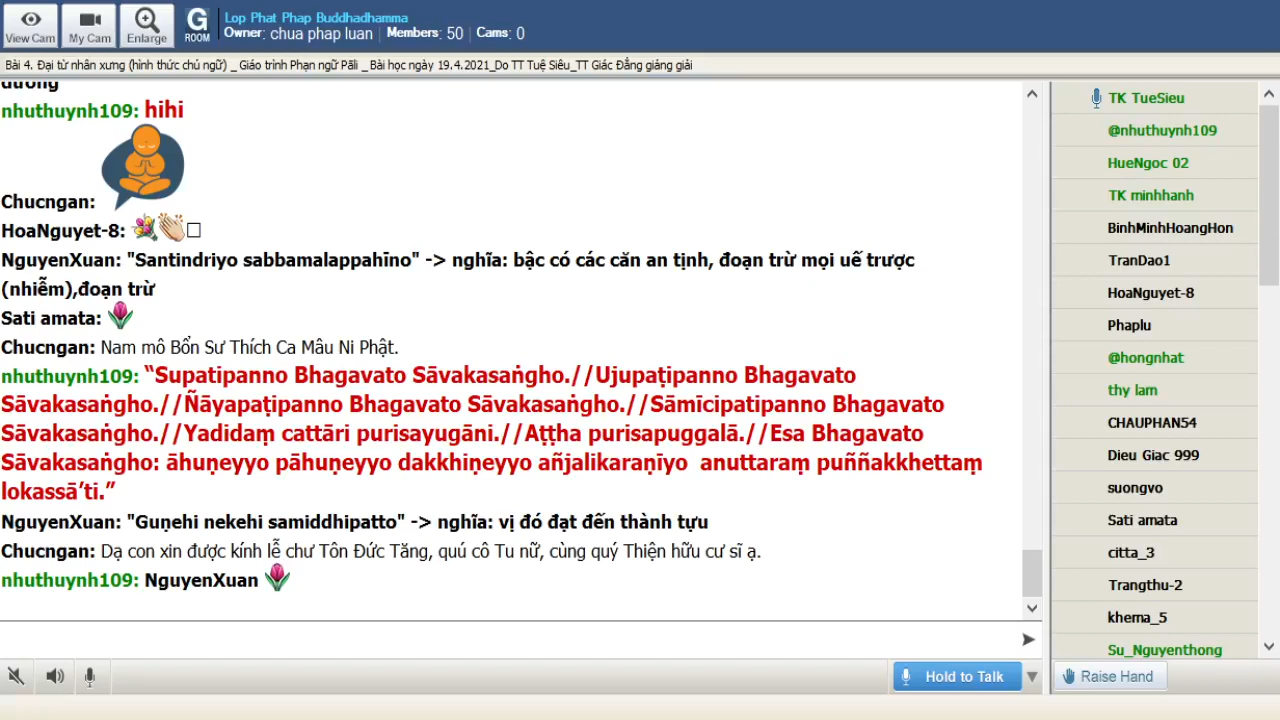 View Cam
My Cam
Enlarge
G
ROOM
Lop Phat Phap Buddhadhamma
Owner: chua phap luan | Members: 50 | Cams: 0
Bài 4. Đại từ nhân xưng (hình thức chủ ngữ) _ Giáo trình Phạn ngữ Pāli _ Bài học ngày 19.4.2021_Do TT Tuệ Siêu_TT Giác Đẳng giảng giải
dường
nhuthuynh109: hihi
Chucngan:
HoaNguyet-8:
NguyenXuan: "Santindriyo sabbamalappahīno" -> nghĩa: bậc có các căn an tịnh, đoạn trừ mọi uế trược
(nhiễm),đoạn trừ
Sati amata:
Chucngan: Nam mô Bổn Sư Thích Ca Mâu Ni Phật.
nhuthuynh109: “Supatipanno Bhagavato Sāvakasaṅgho.//Ujupaṭipanno Bhagavato
Sāvakasaṅgho.//Ñāyapaṭipanno Bhagavato Sāvakasaṅgho.//Sāmīcipatipanno Bhagavato
Sāvakasaṅgho.//Yadidaṃ cattāri purisayugāni.//Aṭṭha purisapuggalā.//Esa Bhagavato
Sāvakasaṅgho: āhuṇeyyo pāhuṇeyyo dakkhiṇeyyo añjalikaraṇīyo anuttaraṃ puññakkhettaṃ
lokassā’ti.”
NguyenXuan: "Guṇehi nekehi samiddhipatto" -> nghĩa: vị đó đạt đến thành tựu
Chucngan: Dạ con xin được kính lễ chư Tôn Đức Tăng, quú cô Tu nữ, cùng quý Thiện hữu cư sĩ ạ.
nhuthuynh109: NguyenXuan
Hold to Talk
TK TueSieu
@nhuthuynh109
HueNgoc 02
TK minhhanh
BinhMinhHoangHon
TranDao1
HoaNguyet-8
Phaplu
@hongnhat
thy lam
CHAUPHAN54
Dieu Giac 999
suongvo
Sati amata
citta_3
Trangthu-2
khema_5
Su_Nguyenthong
Raise Hand